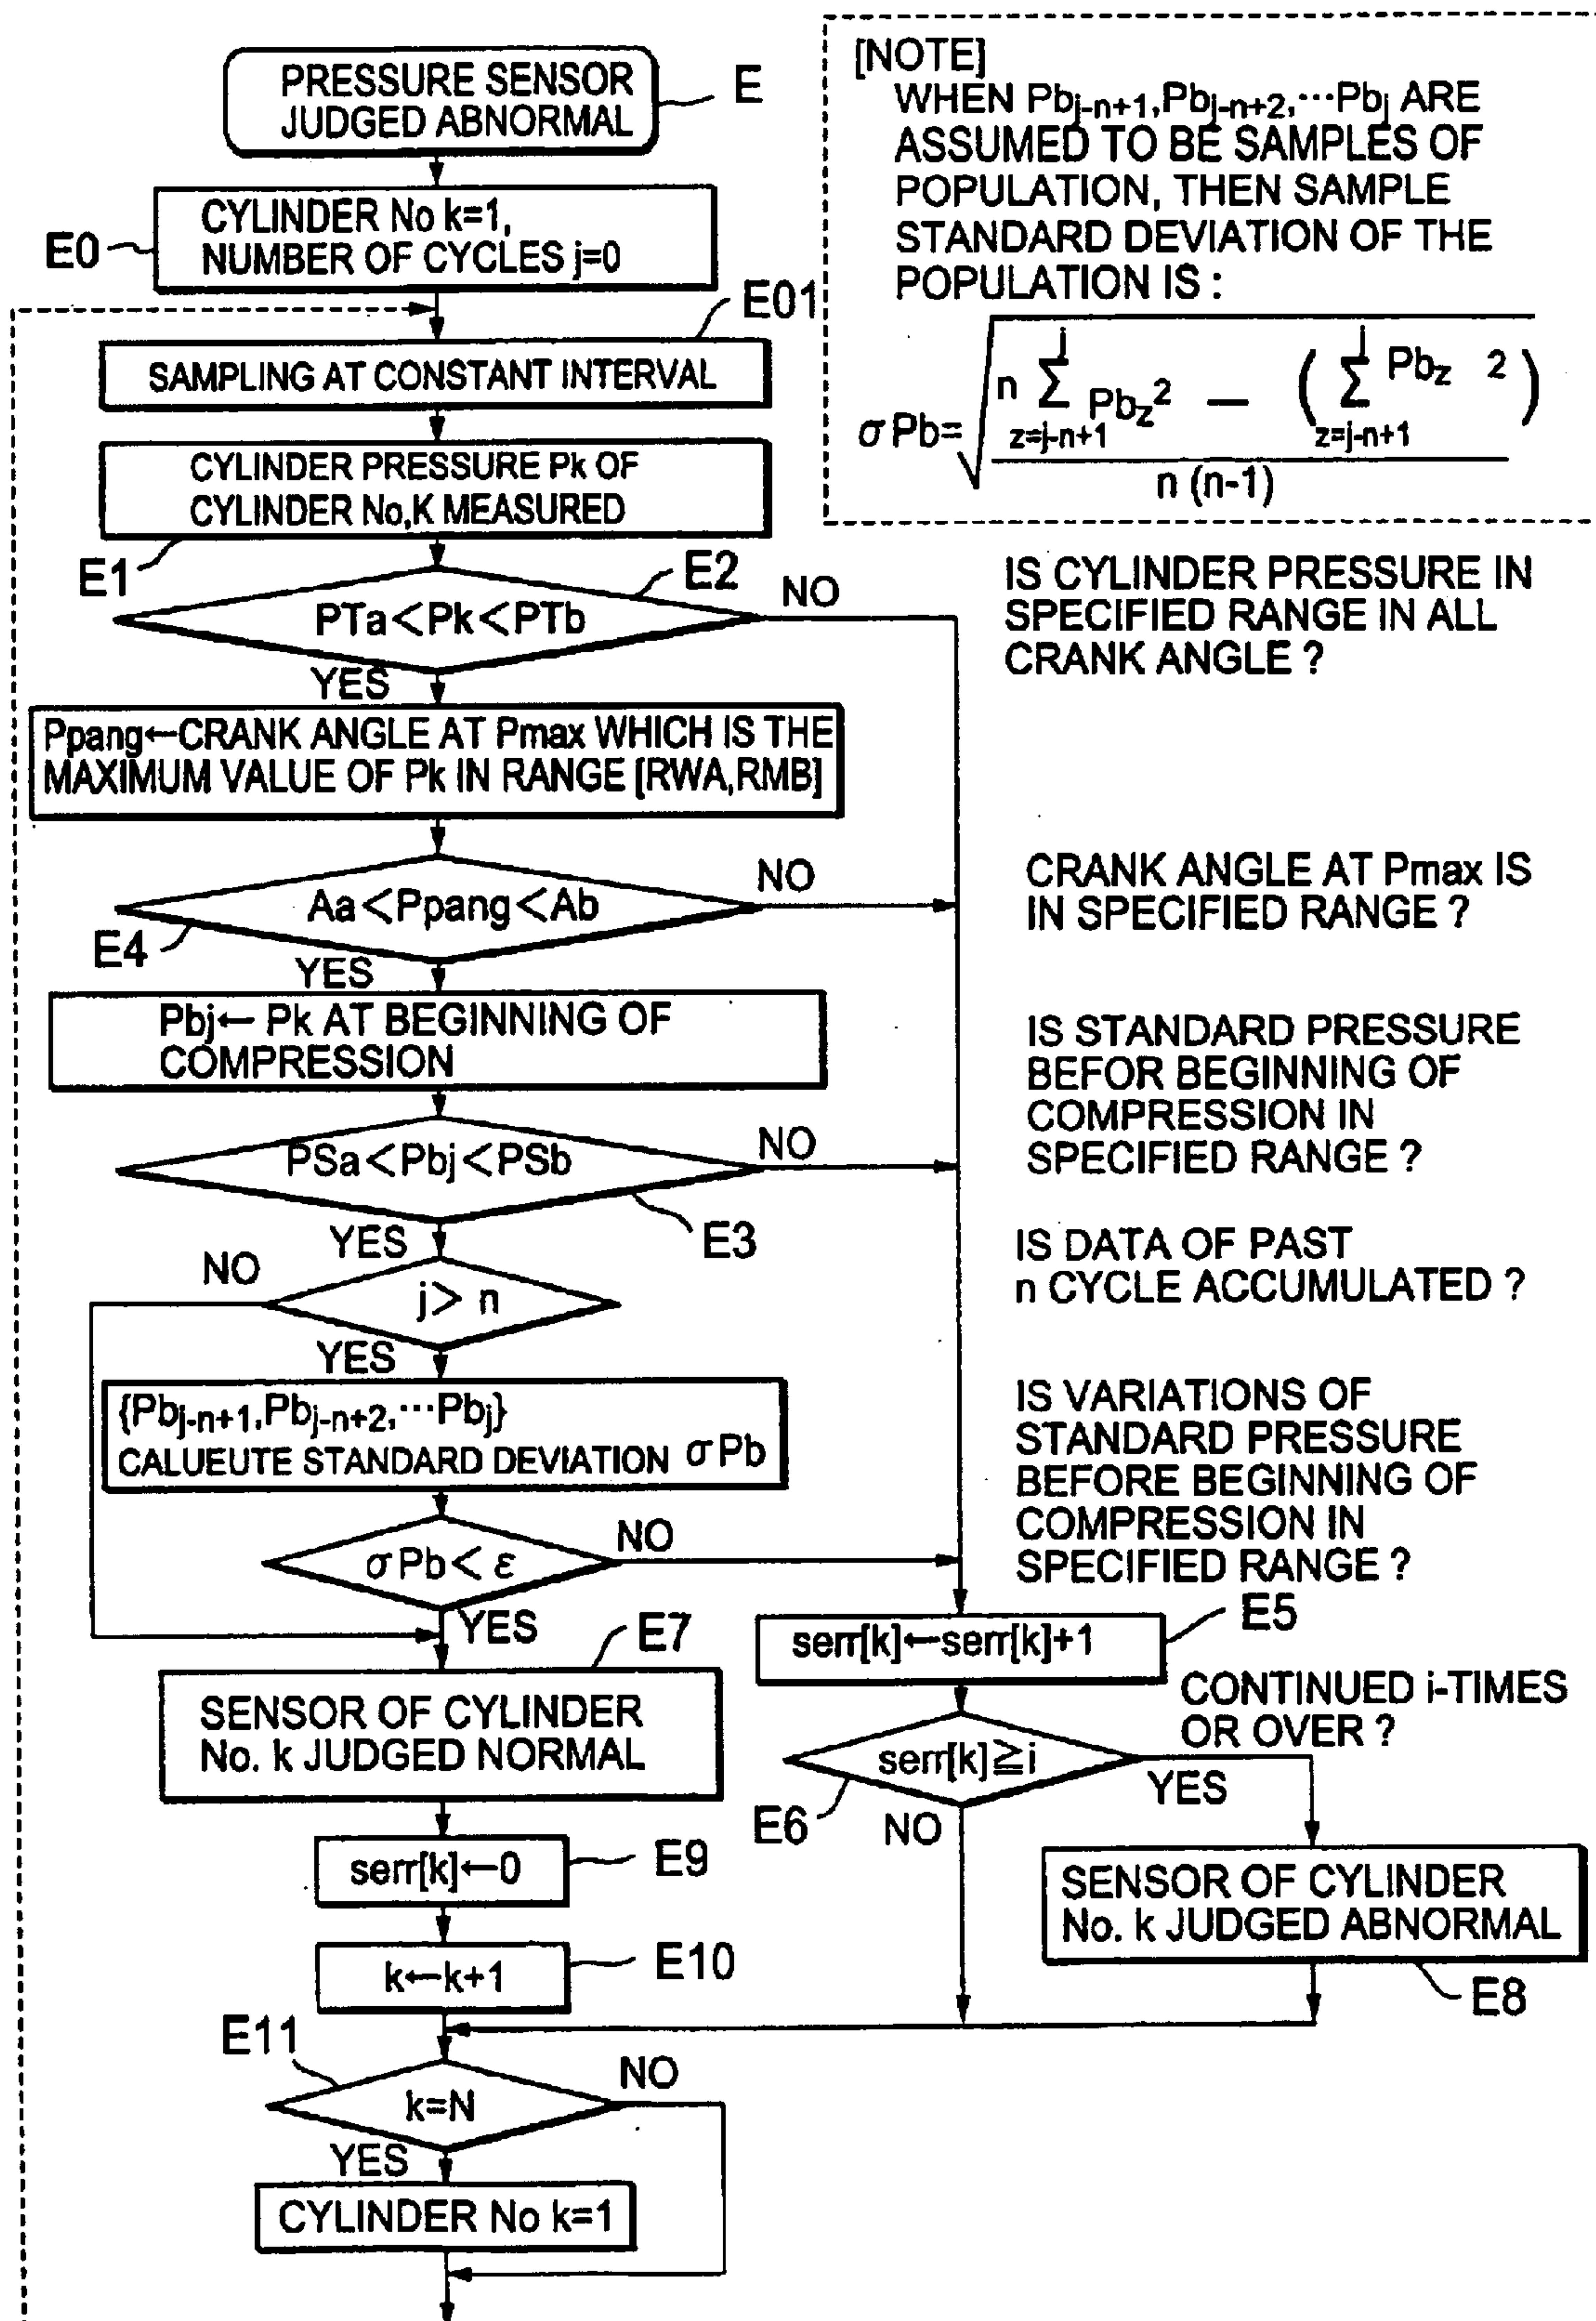 PRESSURE SENSOR
JUDGED ABNORMAL
E
E0
CYLINDER No k=1,
NUMBER OF CYCLES j=0
E01
SAMPLING AT CONSTANT INTERVAL
CYLINDER PRESSURE Pk OF
CYLINDER No,K MEASURED
E1
E2
PTa<Pk<PTb
NO
YES
Ppang←CRANK ANGLE AT Pmax WHICH IS THE
MAXIMUM VALUE OF Pk IN RANGE [RWA,RMB]
Aa<Ppang<Ab
NO
E4
YES
Pbj← Pk AT BEGINNING OF
COMPRESSION
PSa<Pbj<PSb
NO
E3
YES
NO
j> n
YES
{Pbj-n+1,Pbj-n+2,···Pbj}
CALUEUTE STANDARD DEVIATION σPb
σPb<ε
NO
YES
E7
SENSOR OF CYLINDER
No. k JUDGED NORMAL
serr[k]←0
E9
k←k+1
E10
E11
k=N
NO
YES
CYLINDER No k=1
[NOTE]
WHEN Pbj-n+1,Pbj-n+2,···Pbj ARE
ASSUMED TO BE SAMPLES OF
POPULATION, THEN SAMPLE
STANDARD DEVIATION OF THE
POPULATION IS :
σPb=√ n Σ j z=j-n+1 Pbz² − ( Σ j z=j-n+1 Pbz 2 )
n (n-1)
IS CYLINDER PRESSURE IN
SPECIFIED RANGE IN ALL
CRANK ANGLE ?
CRANK ANGLE AT Pmax IS
IN SPECIFIED RANGE ?
IS STANDARD PRESSURE
BEFOR BEGINNING OF
COMPRESSION IN
SPECIFIED RANGE ?
IS DATA OF PAST
n CYCLE ACCUMULATED ?
IS VARIATIONS OF
STANDARD PRESSURE
BEFORE BEGINNING OF
COMPRESSION IN
SPECIFIED RANGE ?
E5
serr[k]←serr[k]+1
CONTINUED i-TIMES
OR OVER ?
serr[k]≧i
YES
E6
NO
SENSOR OF CYLINDER
No. k JUDGED ABNORMAL
E8